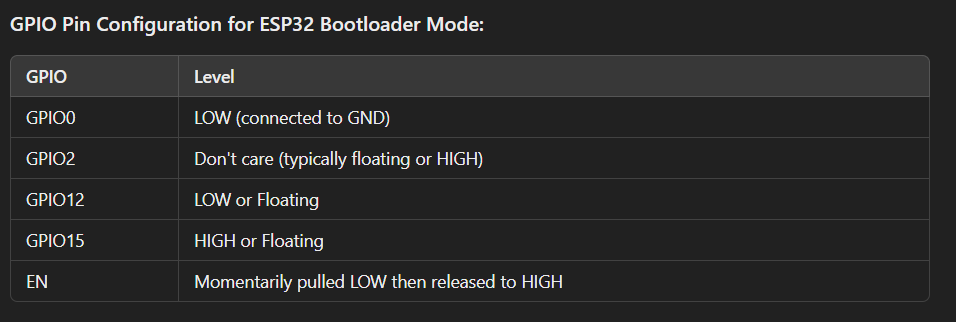 GPIO Pin Configuration for ESP32 Bootloader Mode:
GPIO Level
GPIO0 LOW (connected to GND)
GPIO2 Don't care (typically floating or HIGH)
GPIO12 LOW or Floating
GPIO15 HIGH or Floating
EN Momentarily pulled LOW then released to HIGH